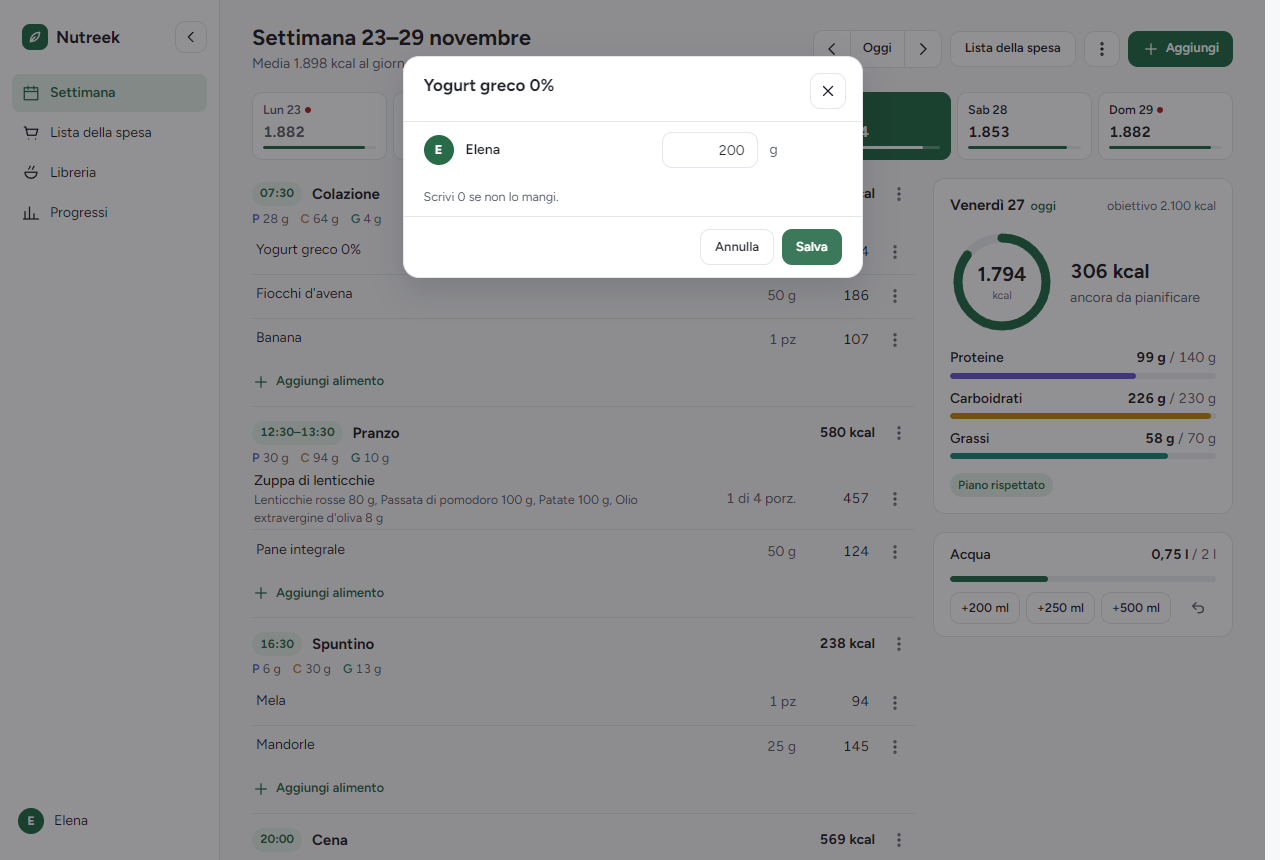 Nutreek
Settimana
Lista della spesa
Libreria
Progressi
E Elena
Settimana 23–29 novembre
Media 1.898 kcal al giorn
Oggi
Lista della spesa
Aggiungi
Lun 23
1.882
4
Sab 28
1.853
Dom 29
1.882
Yogurt greco 0%
E Elena 200 g
Scrivi 0 se non lo mangi.
Annulla
Salva
07:30 Colazione al
P 28 g C 64 g G 4 g
Yogurt greco 0% 4
Fiocchi d'avena 50 g 186
Banana 1 pz 107
Aggiungi alimento
12:30–13:30 Pranzo 580 kcal
P 30 g C 94 g G 10 g
Zuppa di lenticchie
Lenticchie rosse 80 g, Passata di pomodoro 100 g, Patate 100 g, Olio
extravergine d'oliva 8 g
1 di 4 porz. 457
Pane integrale 50 g 124
Aggiungi alimento
16:30 Spuntino 238 kcal
P 6 g C 30 g G 13 g
Mela 1 pz 94
Mandorle 25 g 145
Aggiungi alimento
20:00 Cena 569 kcal
Venerdì 27 oggi obiettivo 2.100 kcal
1.794
kcal
306 kcal
ancora da pianificare
Proteine 99 g / 140 g
Carboidrati 226 g / 230 g
Grassi 58 g / 70 g
Piano rispettato
Acqua 0,75 l / 2 l
+200 ml +250 ml +500 ml